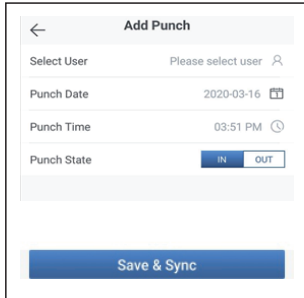 Add Punch
Select User Please select user
Punch Date 2020-03-16
Punch Time 03:51 PM
Punch State IN OUT
Save & Sync